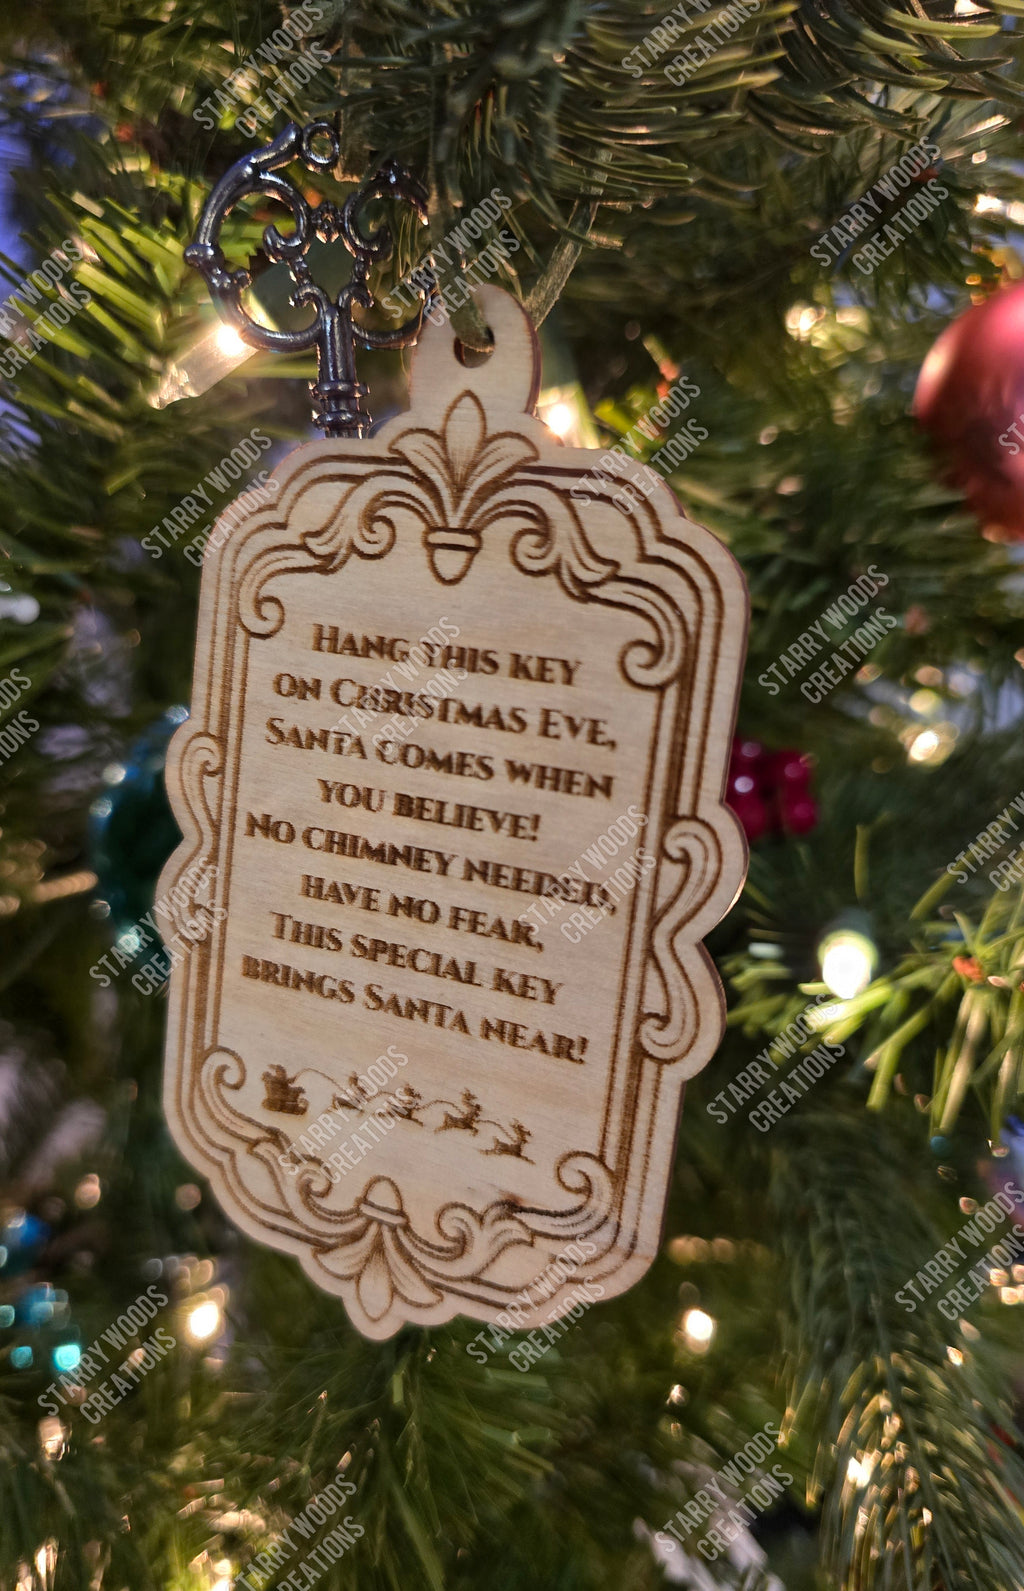 Hang this key
on Christmas Eve,
Santa comes when
you believe!
No chimney needed,
have no fear,
This special key
brings Santa near!
STARRY WOODS
CREATIONS